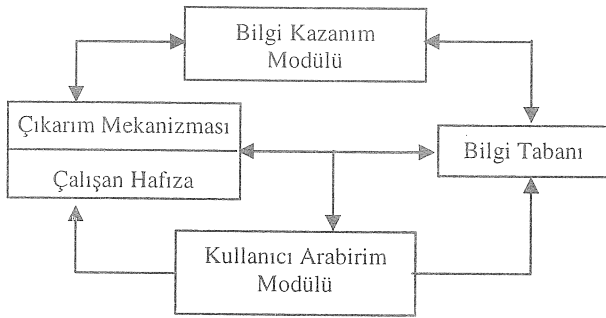 Bilgi Kazanım
Modülü
Çıkarım Mekanizması
Çalışan Hafıza
Bilgi Tabanı
Kullanıcı Arabirim
Modülü